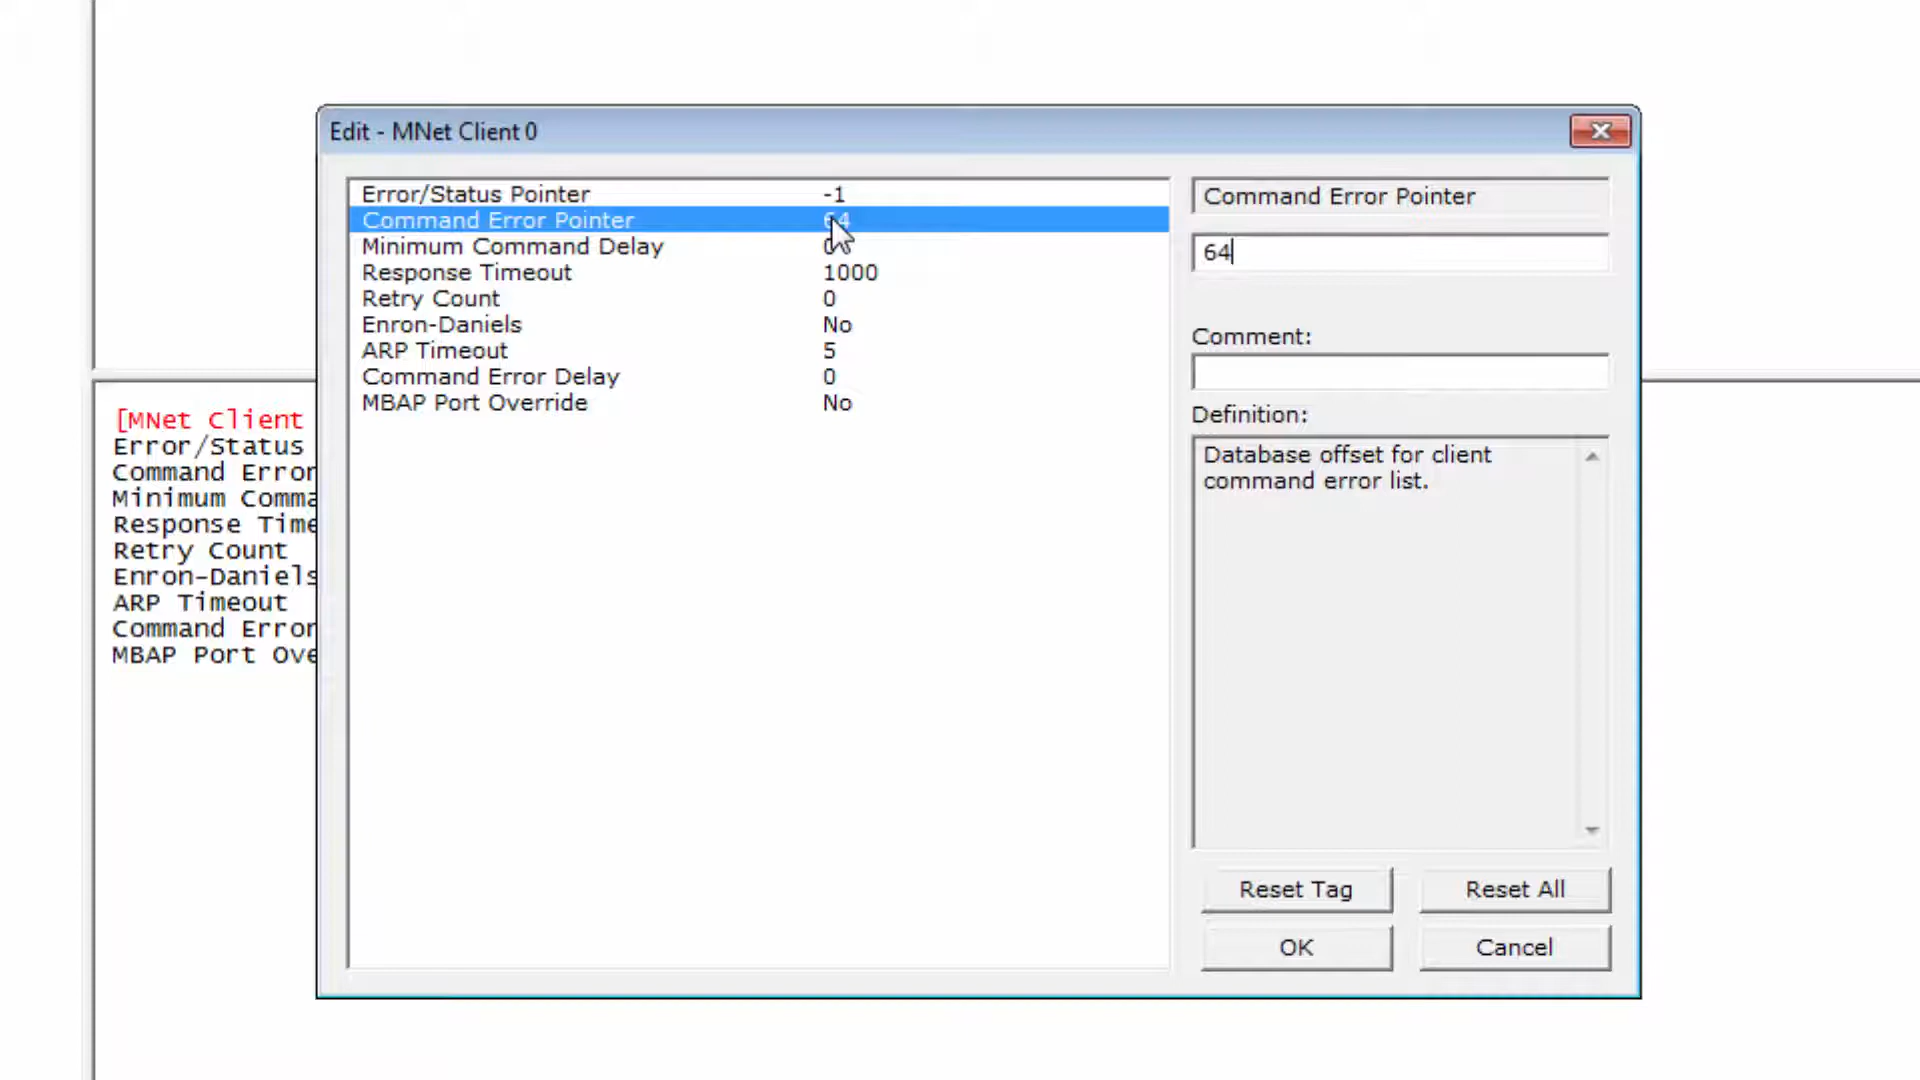 Edit - MNet Client 0
Error/Status Pointer -1
Command Error Pointer 64
Minimum Command Delay 0
Response Timeout 1000
Retry Count 0
Enron-Daniels No
ARP Timeout 5
Command Error Delay 0
MBAP Port Override No
Command Error Pointer
64
Comment:
Definition:
Database offset for client
command error list.
Reset Tag
Reset All
OK
Cancel
[MNet Client
Error/Status
Command Error
Minimum Comma
Response Time
Retry Count
Enron-Daniels
ARP Timeout
Command Error
MBAP Port Ove